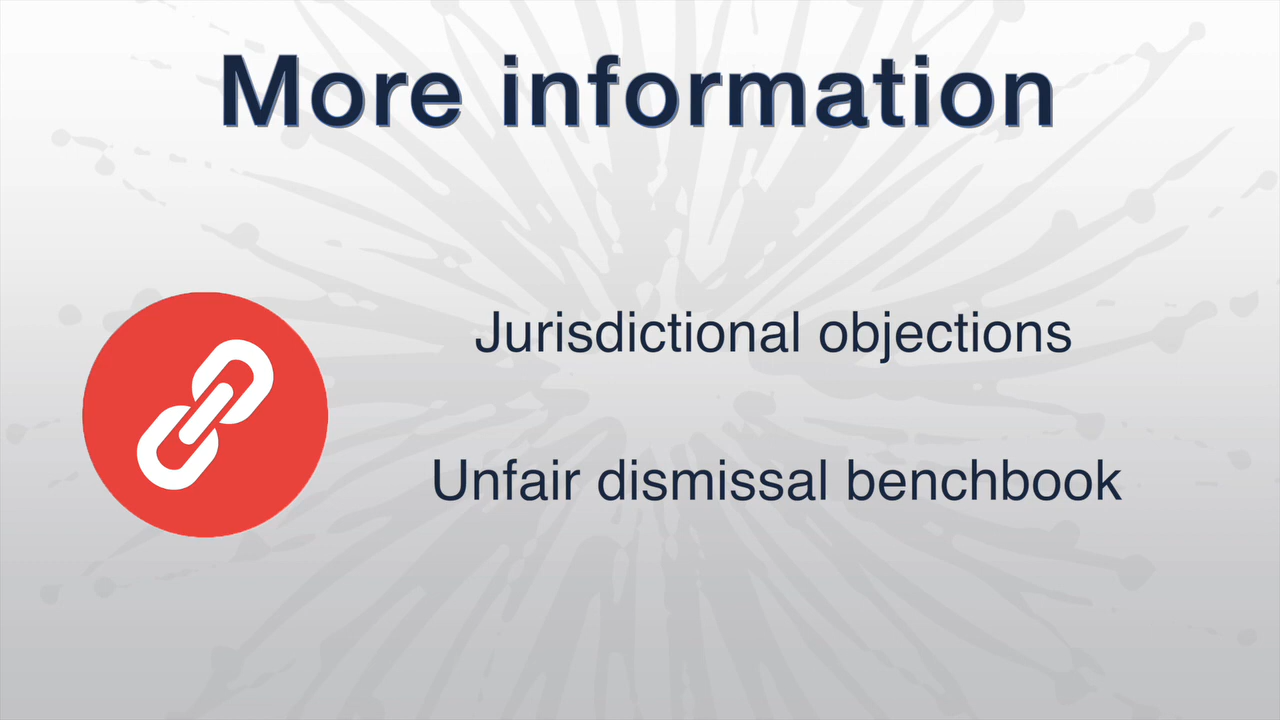 More information
Jurisdictional objections
Unfair dismissal benchbook